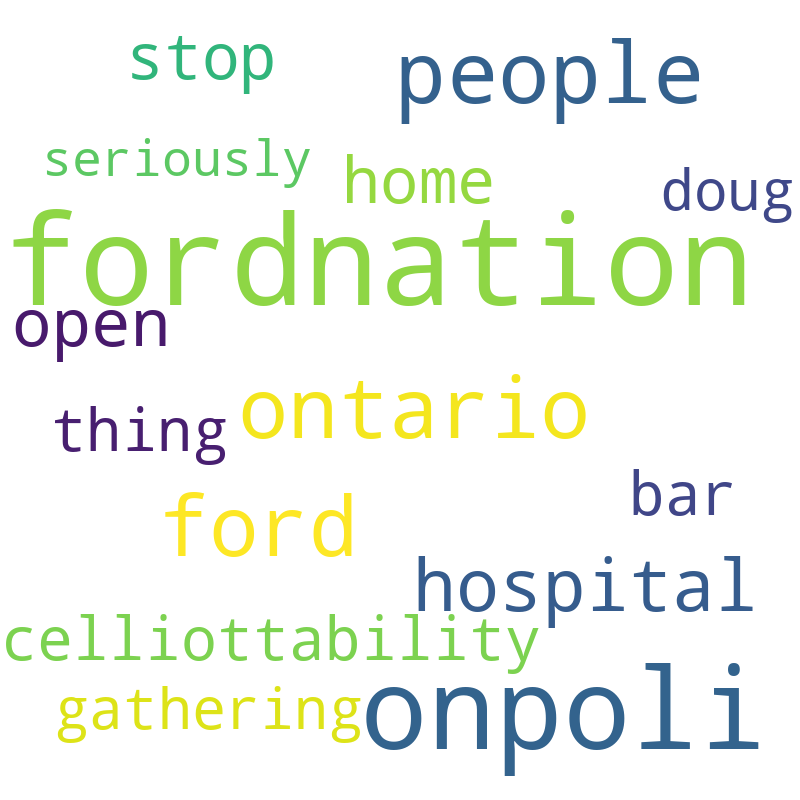 stop
people
seriously
home
doug
fordnation
open
ontario
thing
bar
ford
hospital
celliottability
gathering
onpoli